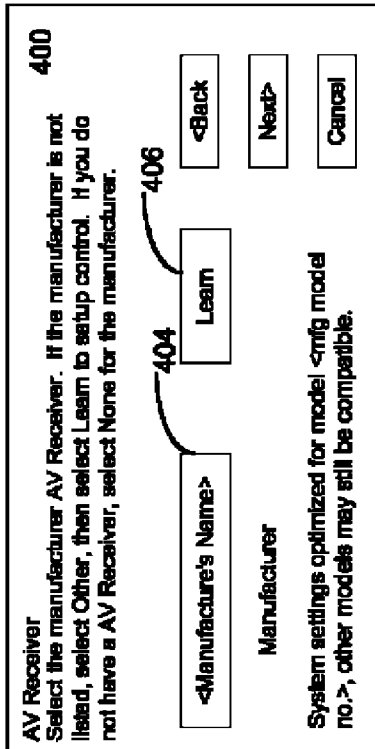 AV Receiver
400
Select the manufacturer AV Receiver. If the manufacturer is not
listed, select Other, then select Learn to setup control. If you do
not have a AV Receiver, select None for the manufacturer.
404
406
<Manufacture's Name>
Learn
<Back
Manufacturer
Next>
System settings optimized for model <mfg model
no.>, other models may still be compatible.
Cancel